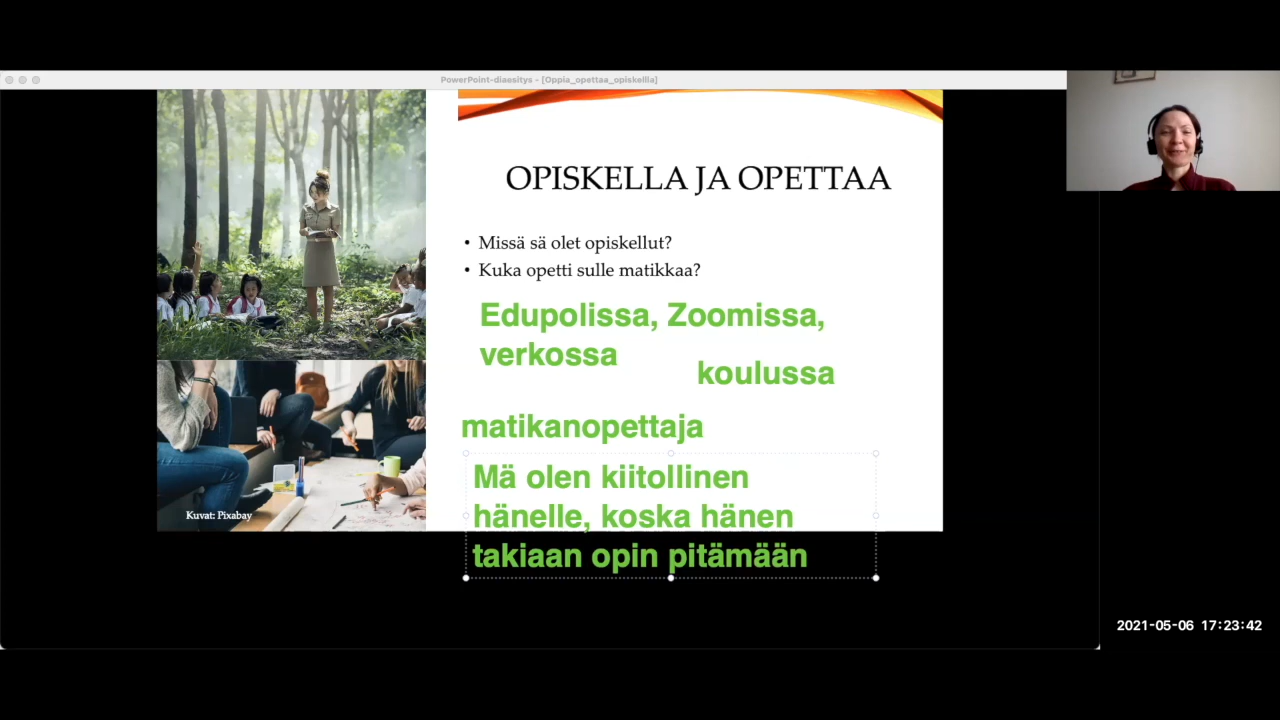 PowerPoint-diaesitys - [Oppia_opettaa_opiskella]
OPISKELLA JA OPETTAA
• Missä sä olet opiskellut?
• Kuka opetti sulle matikkaa?
Edupolissa, Zoomissa,
verkossa
koulussa
matikanopettaja
Mä olen kiitollinen
hänelle, koska hänen
takiaan opin pitämään
Kuvat: Pixabay
2021-05-06 17:23:42